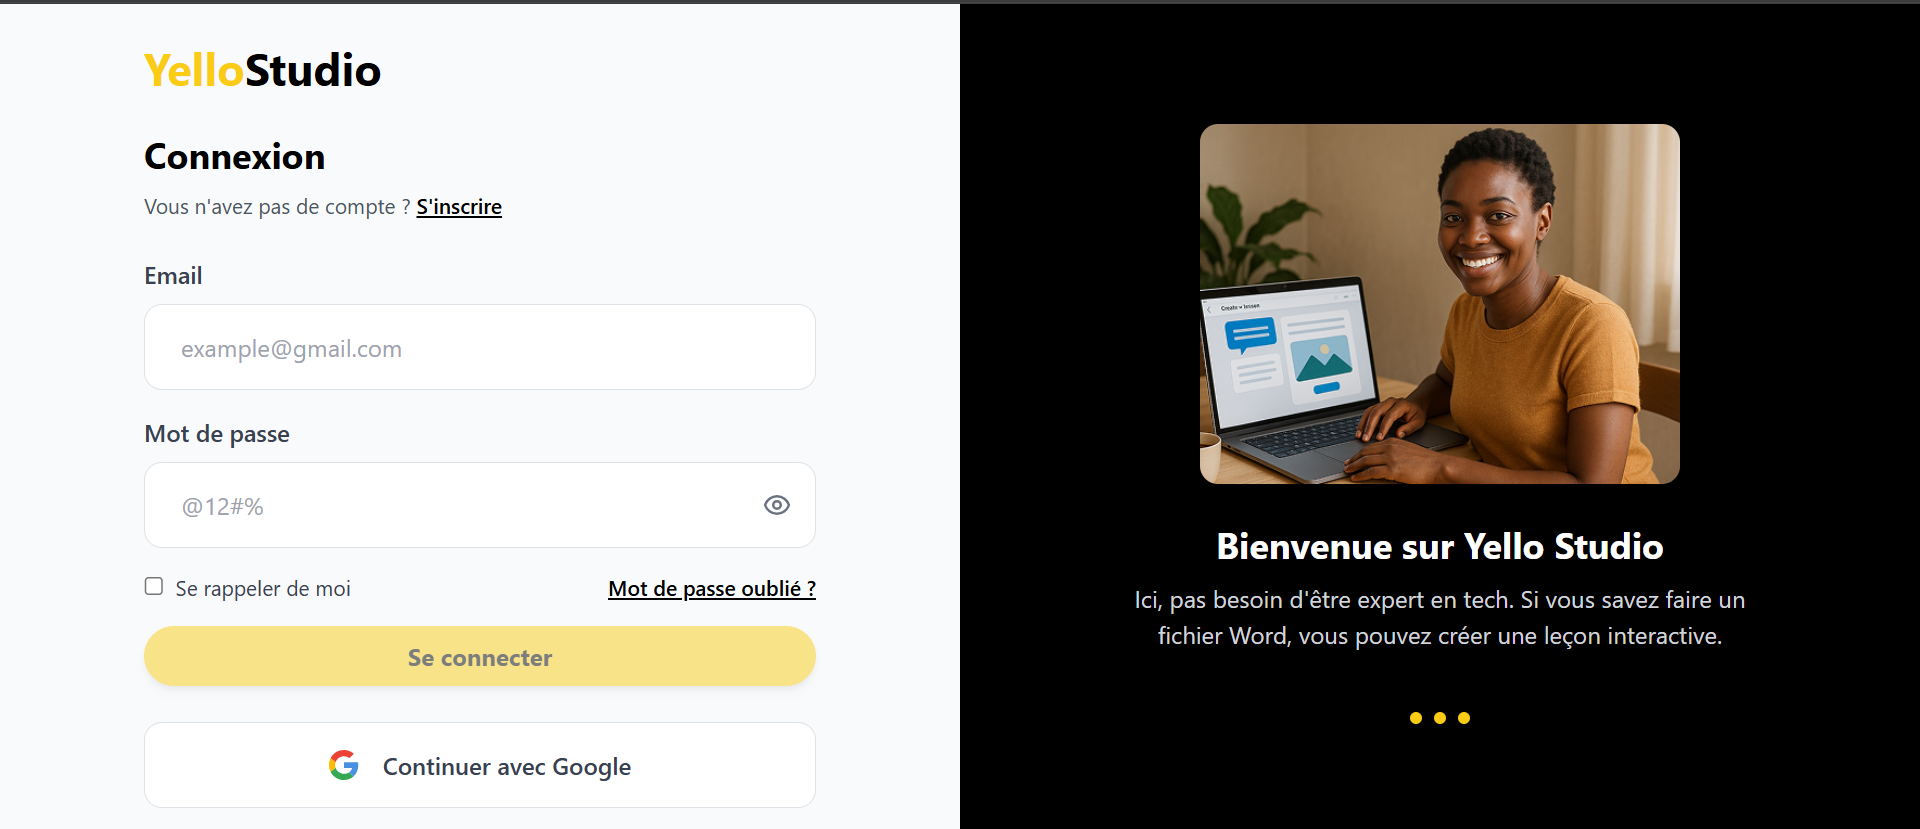 YelloStudio
Connexion
Vous n'avez pas de compte ? S'inscrire
Email
example@gmail.com
Mot de passe
@12#%
Se rappeler de moi
Mot de passe oublié ?
Se connecter
Continuer avec Google
Create a lesson
Bienvenue sur Yello Studio
Ici, pas besoin d'être expert en tech. Si vous savez faire un
fichier Word, vous pouvez créer une leçon interactive.